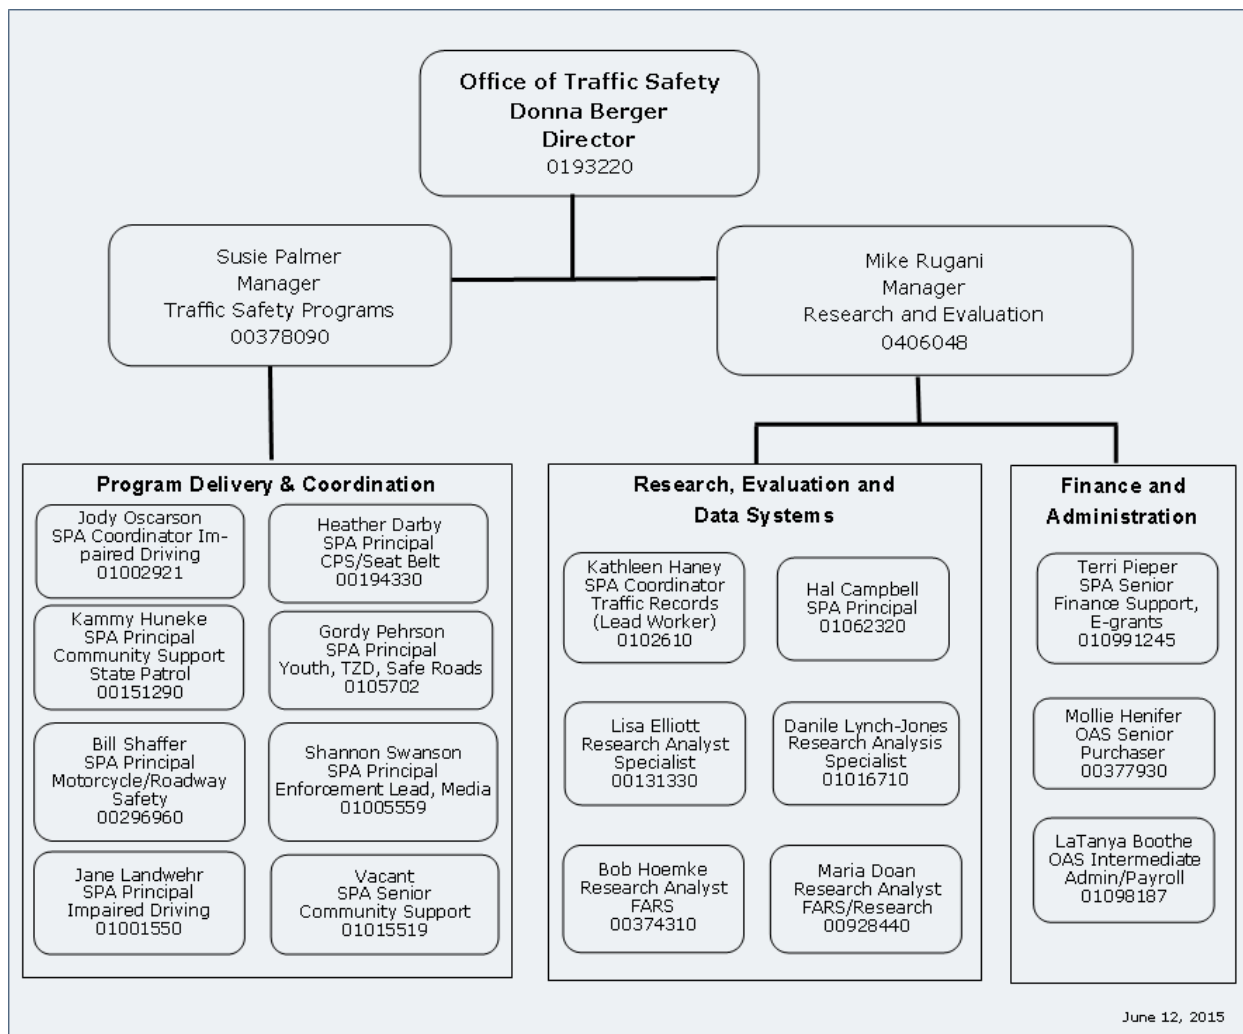 Office of Traffic Safety
Donna Berger
Director
0193220
Susie Palmer
Manager
Traffic Safety Programs
00378090
Mike Rugani
Manager
Research and Evaluation
0406048
Program Delivery & Coordination
Jody Oscarson
SPA Coordinator Im-
paired Driving
01002921
Heather Darby
SPA Principal
CPS/Seat Belt
00194330
Kammy Huneke
SPA Principal
Community Support
State Patrol
00151290
Gordy Pehrson
SPA Principal
Youth, TZD, Safe Roads
0105702
Bill Shaffer
SPA Principal
Motorcycle/Roadway
Safety
00296960
Shannon Swanson
SPA Principal
Enforcement Lead, Media
01005559
Jane Landwehr
SPA Principal
Impaired Driving
01001550
Vacant
SPA Senior
Community Support
01015519
Research, Evaluation and
Data Systems
Kathleen Haney
SPA Coordinator
Traffic Records
(Lead Worker)
0102610
Hal Campbell
SPA Principal
01062320
Lisa Elliott
Research Analyst
Specialist
00131330
Danile Lynch-Jones
Research Analysis
Specialist
01016710
Bob Hoemke
Research Analyst
FARS
00374310
Maria Doan
Research Analyst
FARS/Research
00928440
Finance and
Administration
Terri Pieper
SPA Senior
Finance Support,
E-grants
010991245
Mollie Henifer
OAS Senior
Purchaser
00377930
LaTanya Boothe
OAS Intermediate
Admin/Payroll
01098187
June 12, 2015